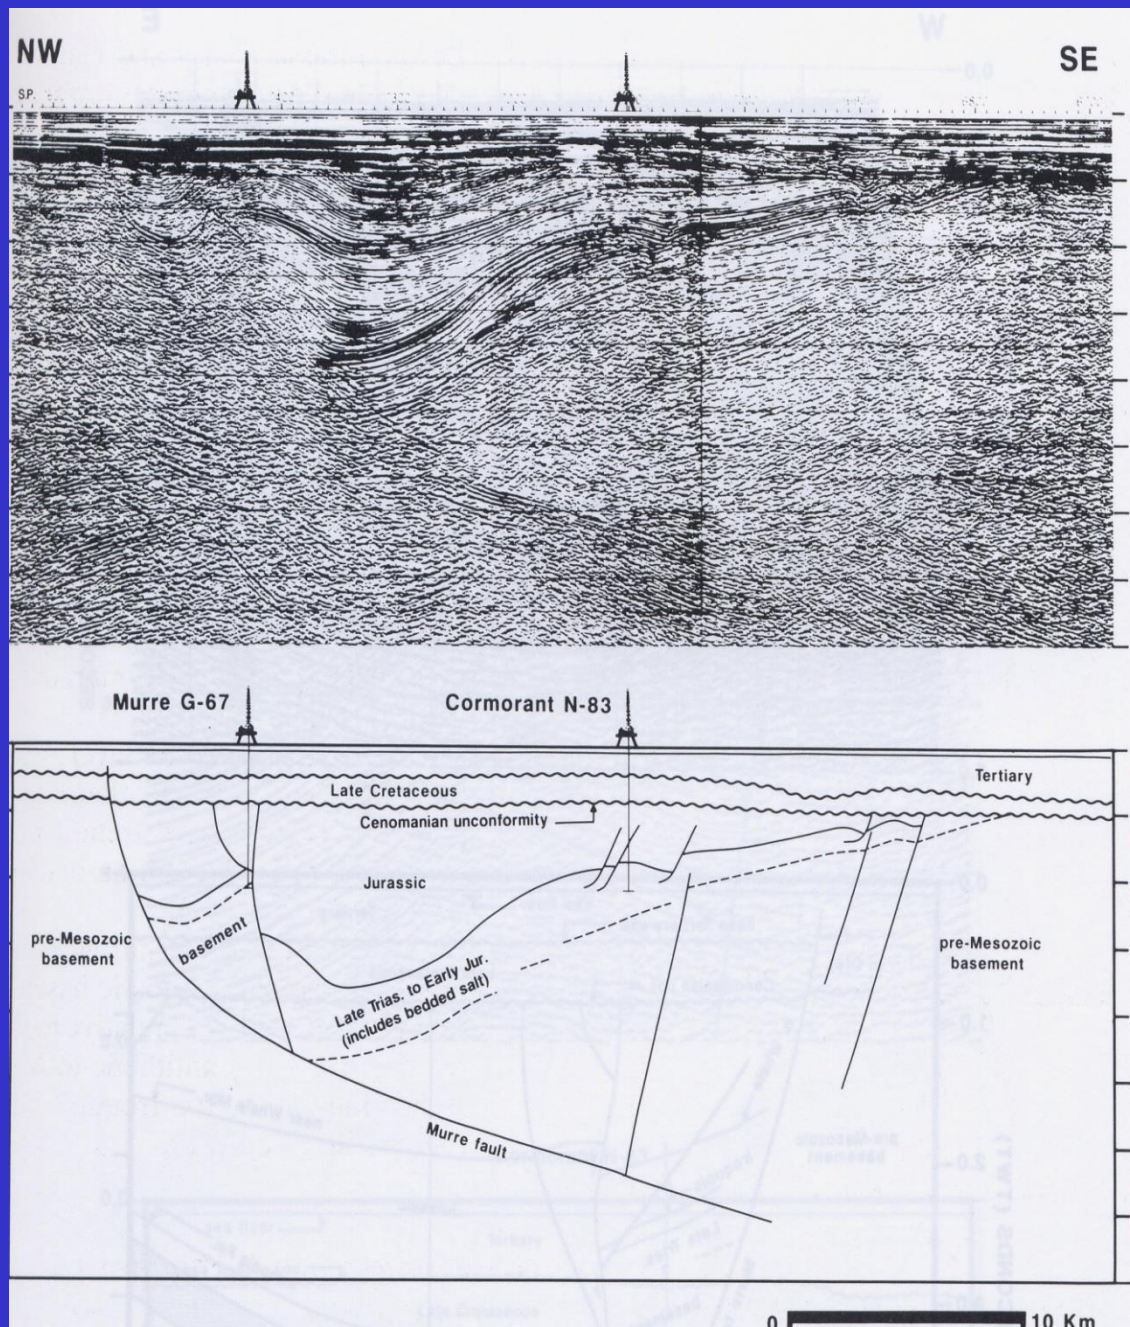 NW
SE
S.P.
Murre G-67
Cormorant N-83
Tertiary
Late Cretaceous
Cenomanian unconformity
Jurassic
pre-Mesozoic
basement
basement
Late Trias. to Early Jur.
(includes bedded salt)
pre-Mesozoic
basement
Murre fault
0
10 Km